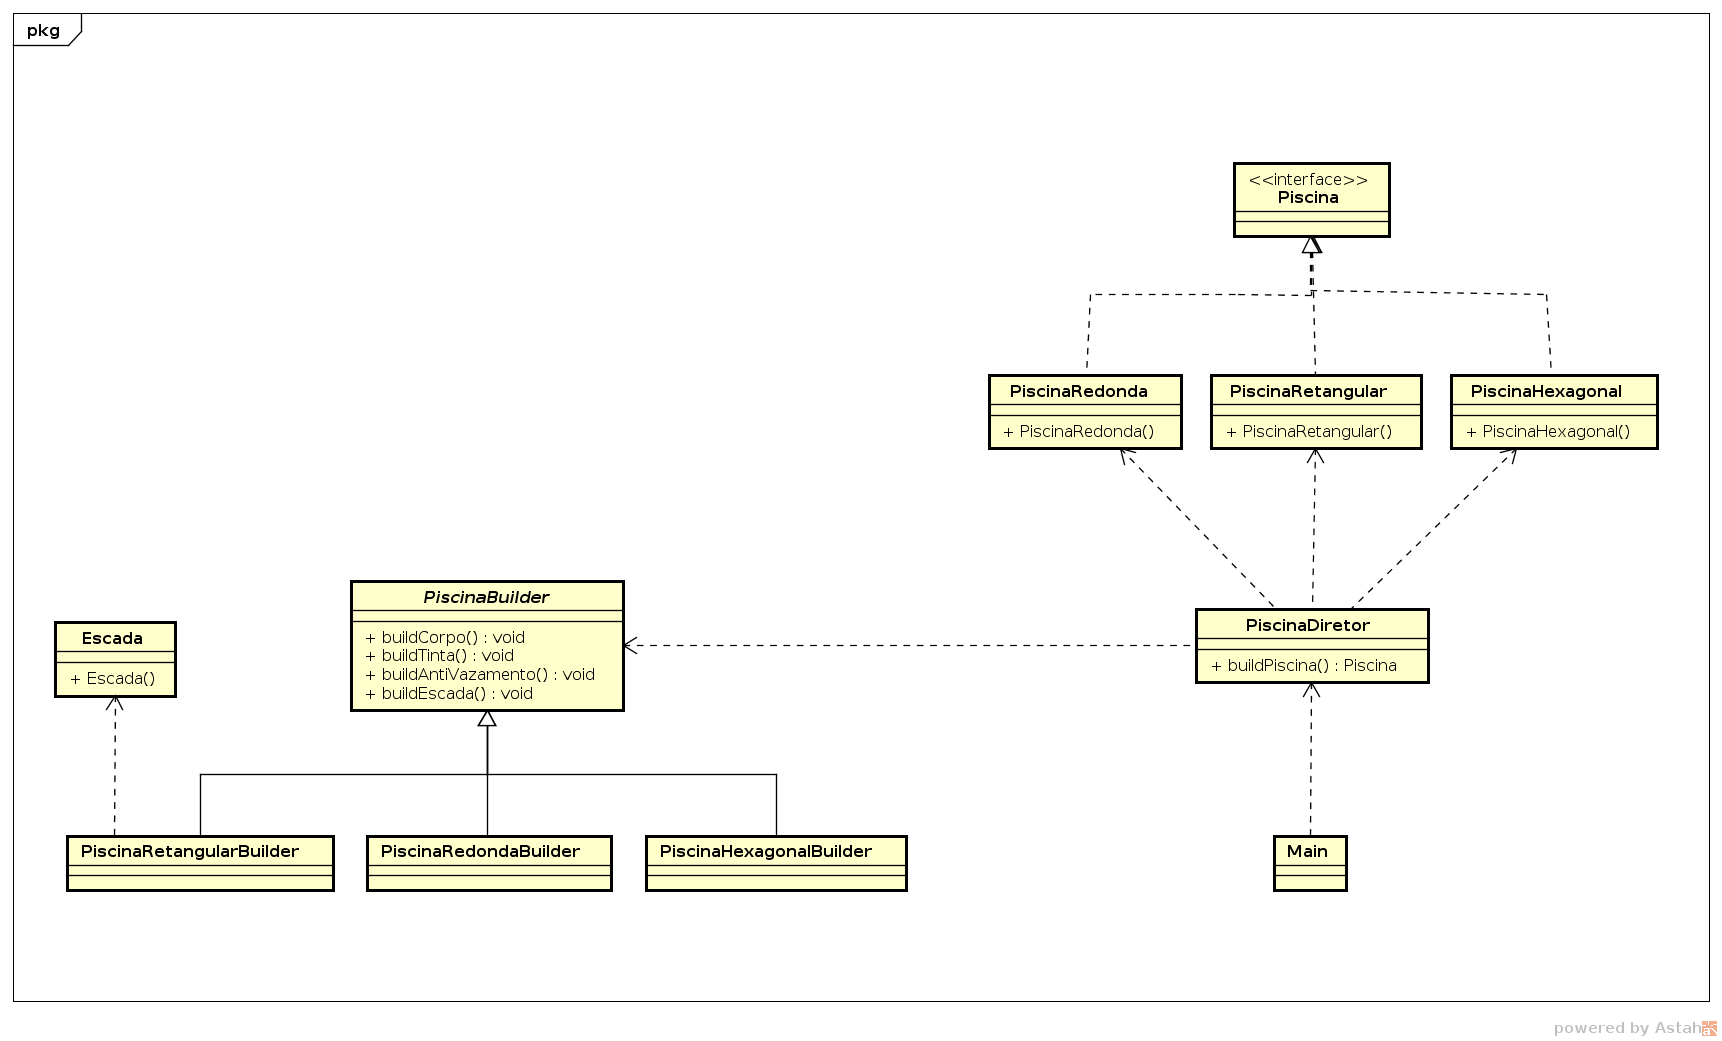 pkg
<<interface>>
Piscina
PiscinaRedonda
+ PiscinaRedonda()
PiscinaRetangular
+ PiscinaRetangular()
PiscinaHexagonal
+ PiscinaHexagonal()
Escada
+ Escada()
PiscinaBuilder
+ buildCorpo() : void
+ buildTinta() : void
+ buildAntiVazamento() : void
+ buildEscada() : void
PiscinaDiretor
+ buildPiscina() : Piscina
PiscinaRetangularBuilder
PiscinaRedondaBuilder
PiscinaHexagonalBuilder
Main
powered by Astah